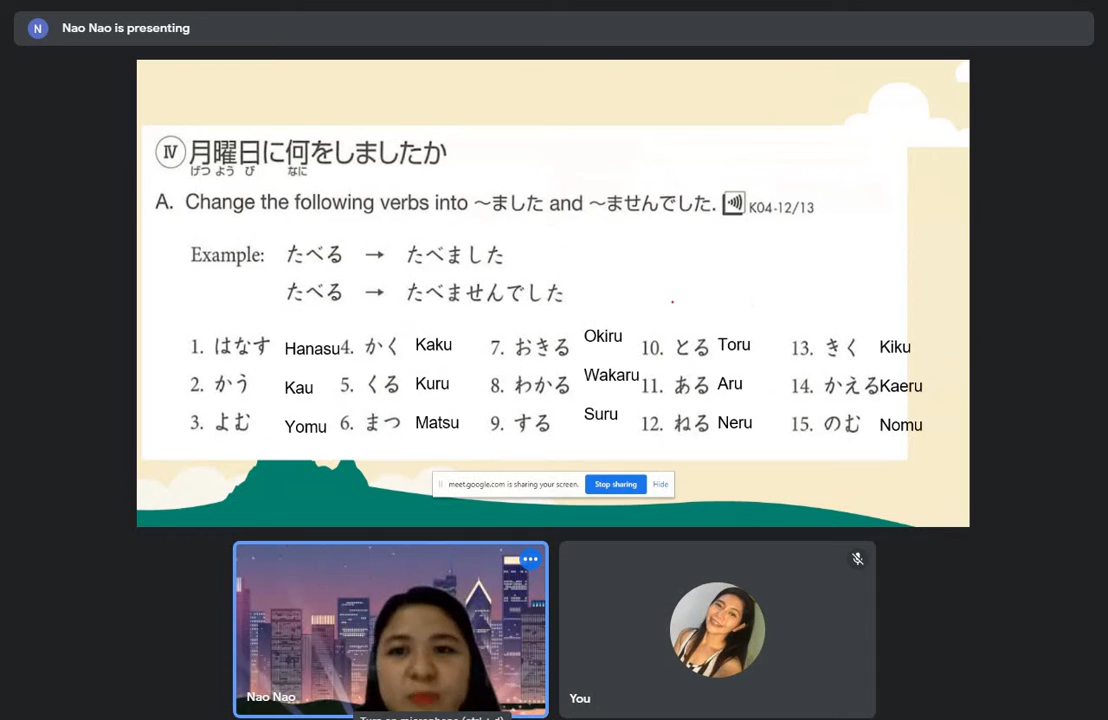 N Nao Nao is presenting
IV 月曜日に何をしましたか
げつ よう び なに
A. Change the following verbs into ～ました and ～ませんでした. K04-12/13
Example: たべる → たべました
たべる → たべませんでした
1. はなす Hanasu 4. かく Kaku 7. おきる Okiru 10. とる Toru 13. きく Kiku
2. かう Kau 5. くる Kuru 8. わかる Wakaru 11. ある Aru 14. かえる Kaeru
3. よむ Yomu 6. まつ Matsu 9. する Suru 12. ねる Neru 15. のむ Nomu
meet.google.com is sharing your screen. Stop sharing Hide
Nao Nao You
Turn on microphone (ctrl + d)